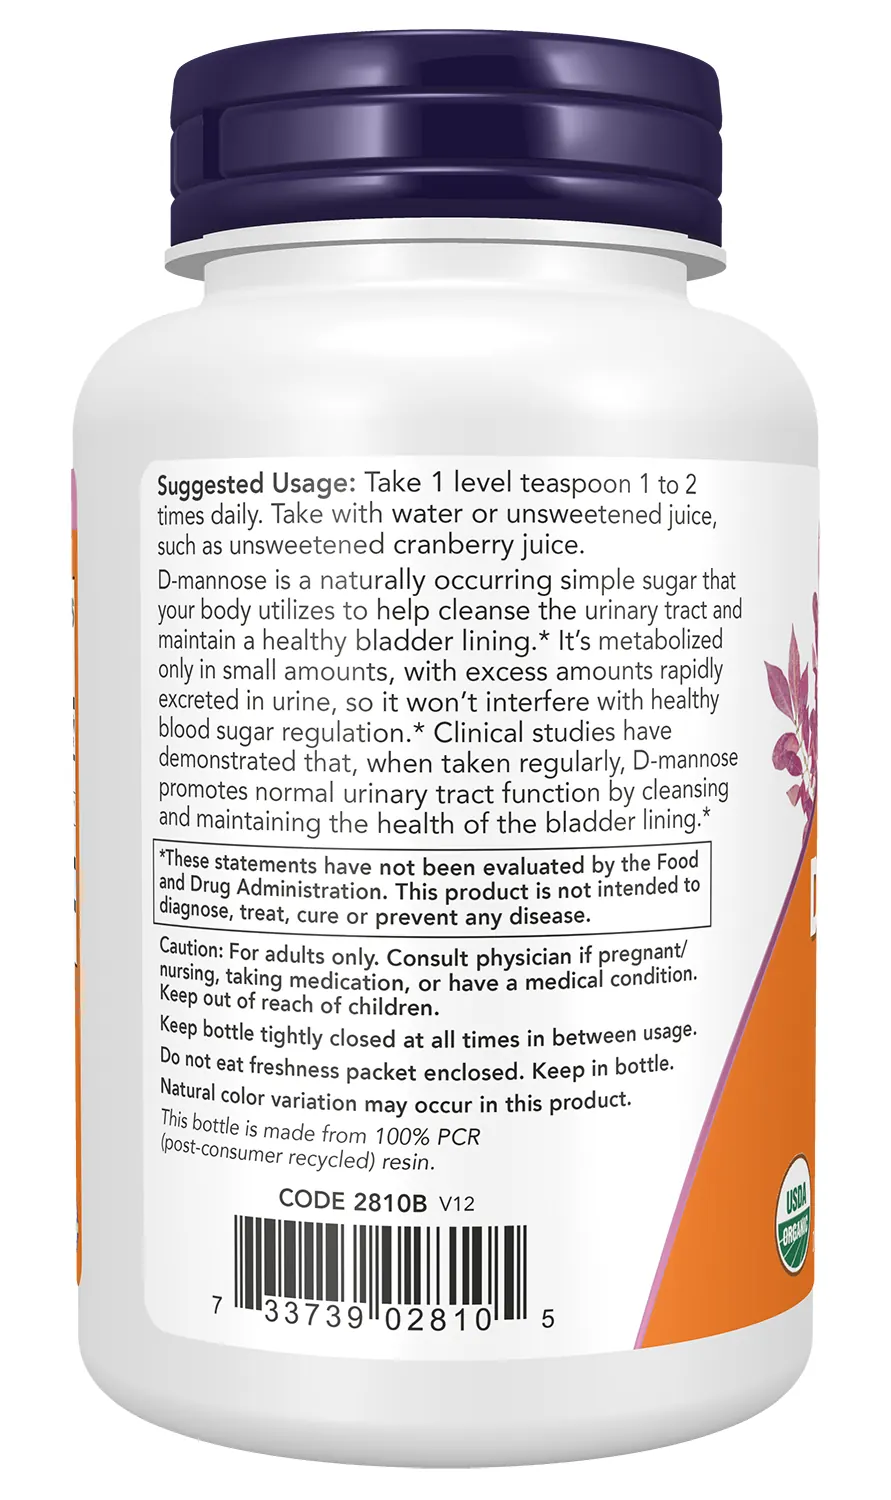 Suggested Usage: Take 1 level teaspoon 1 to 2
times daily. Take with water or unsweetened juice,
such as unsweetened cranberry juice.
D-mannose is a naturally occurring simple sugar that
your body utilizes to help cleanse the urinary tract and
maintain a healthy bladder lining.* It's metabolized
only in small amounts, with excess amounts rapidly
excreted in urine, so it won't interfere with healthy
blood sugar regulation.* Clinical studies have
demonstrated that, when taken regularly, D-mannose
promotes normal urinary tract function by cleansing
and maintaining the health of the bladder lining.*
*These statements have not been evaluated by the Food
and Drug Administration. This product is not intended to
diagnose, treat, cure or prevent any disease.
Caution: For adults only. Consult physician if pregnant/
nursing, taking medication, or have a medical condition.
Keep out of reach of children.
Keep bottle tightly closed at all times in between usage.
Do not eat freshness packet enclosed. Keep in bottle.
Natural color variation may occur in this product.
This bottle is made from 100% PCR
(post-consumer recycled) resin.
CODE 2810B V12
7 33739 02810 5
USDA
ORGANIC